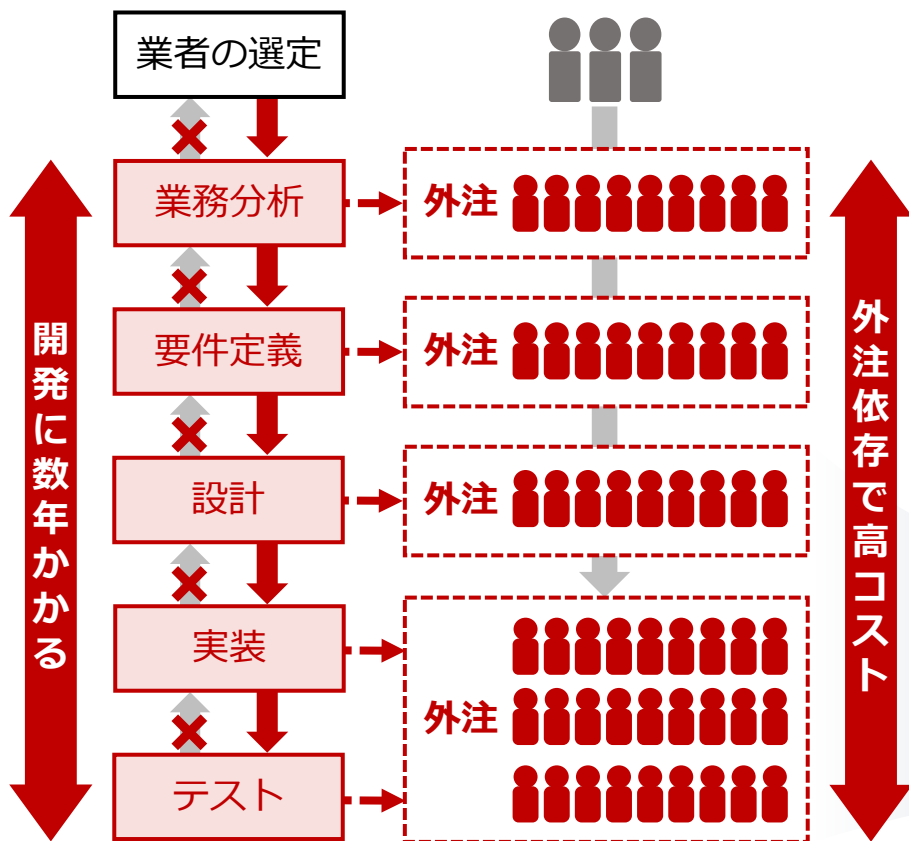 業者の選定
業務分析
外注
要件定義
外注
設計
外注
実装
外注
テスト
開発に数年かかる
外注依存で高コスト